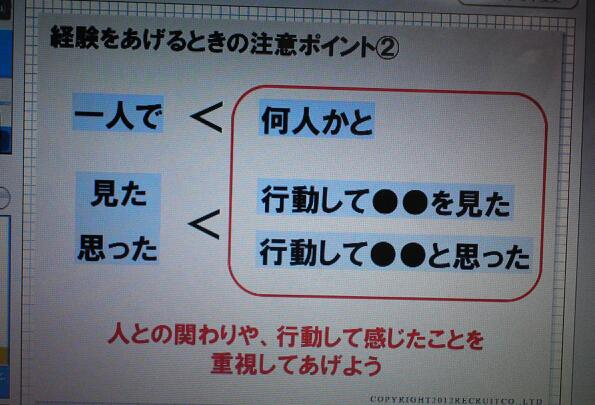 経験をあげるときの注意ポイント②
一人で < 何人かと
見た
思った
<
行動して●●を見た
行動して●●と思った
人との関わりや、行動して感じたことを
重視してあげよう
COPYRIGHT2012RECRUITCO.,LTD